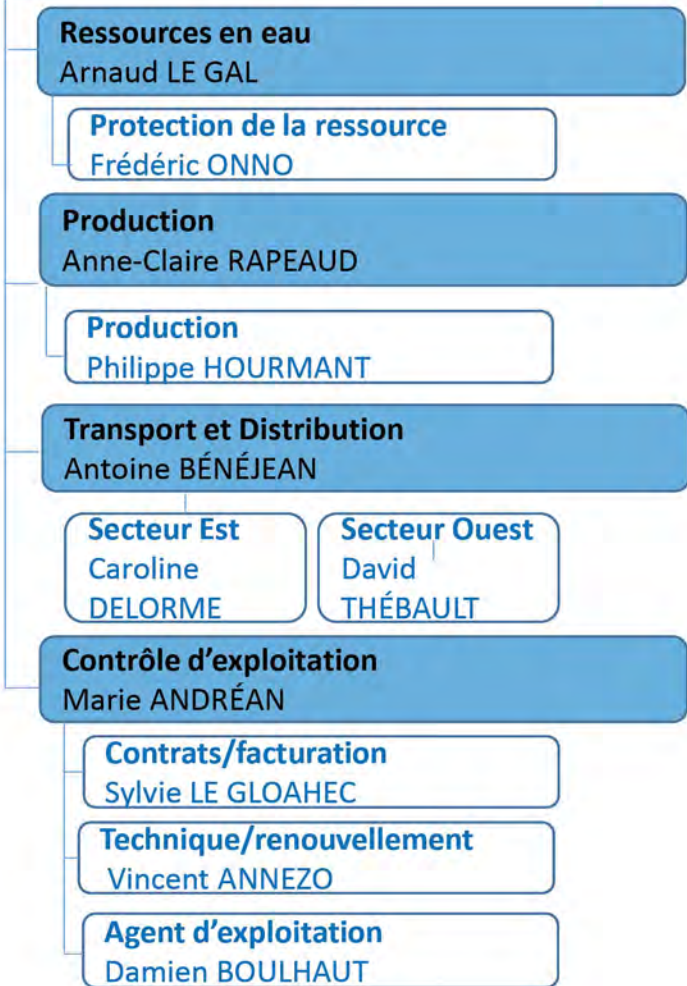 Ressources en eau
Arnaud LE GAL
Protection de la ressource
Frédéric ONNO
Production
Anne-Claire RAPEAUD
Production
Philippe HOURMANT
Transport et Distribution
Antoine BÉNÉJEAN
Secteur Est
Caroline
DELORME
Secteur Ouest
David
THÉBAULT
Contrôle d'exploitation
Marie ANDRÉAN
Contrats/facturation
Sylvie LE GLOAHEC
Technique/renouvellement
Vincent ANNEZO
Agent d'exploitation
Damien BOULHAUT